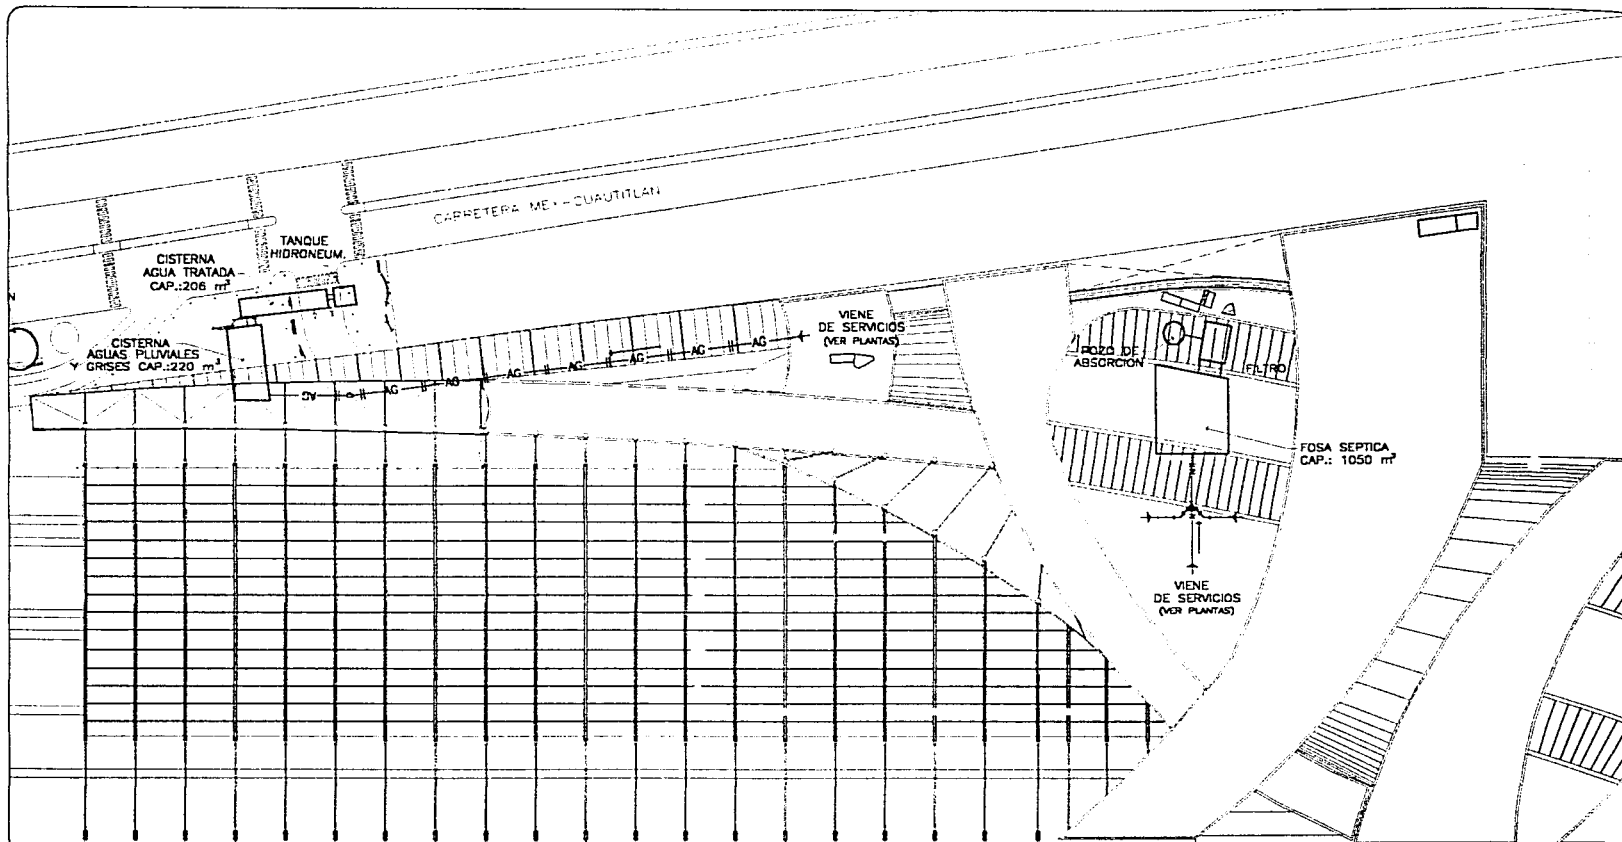 CARRETERA MEX-CUAUTITLAN
TANQUE
HIDRONEUM.
CISTERNA
AGUA TRATADA
CAP.:206 m³
N
CISTERNA
AGUAS PLUVIALES
Y GRISES CAP.:220 m³
VIENE
DE SERVICIOS
(VER PLANTAS)
AG
AG
AG
AG
AG
AG
AG
AG
POZO DE
ABSORCION
FILTRO
FOSA SEPTICA
CAP.: 1050 m³
VIENE
DE SERVICIOS
(VER PLANTAS)